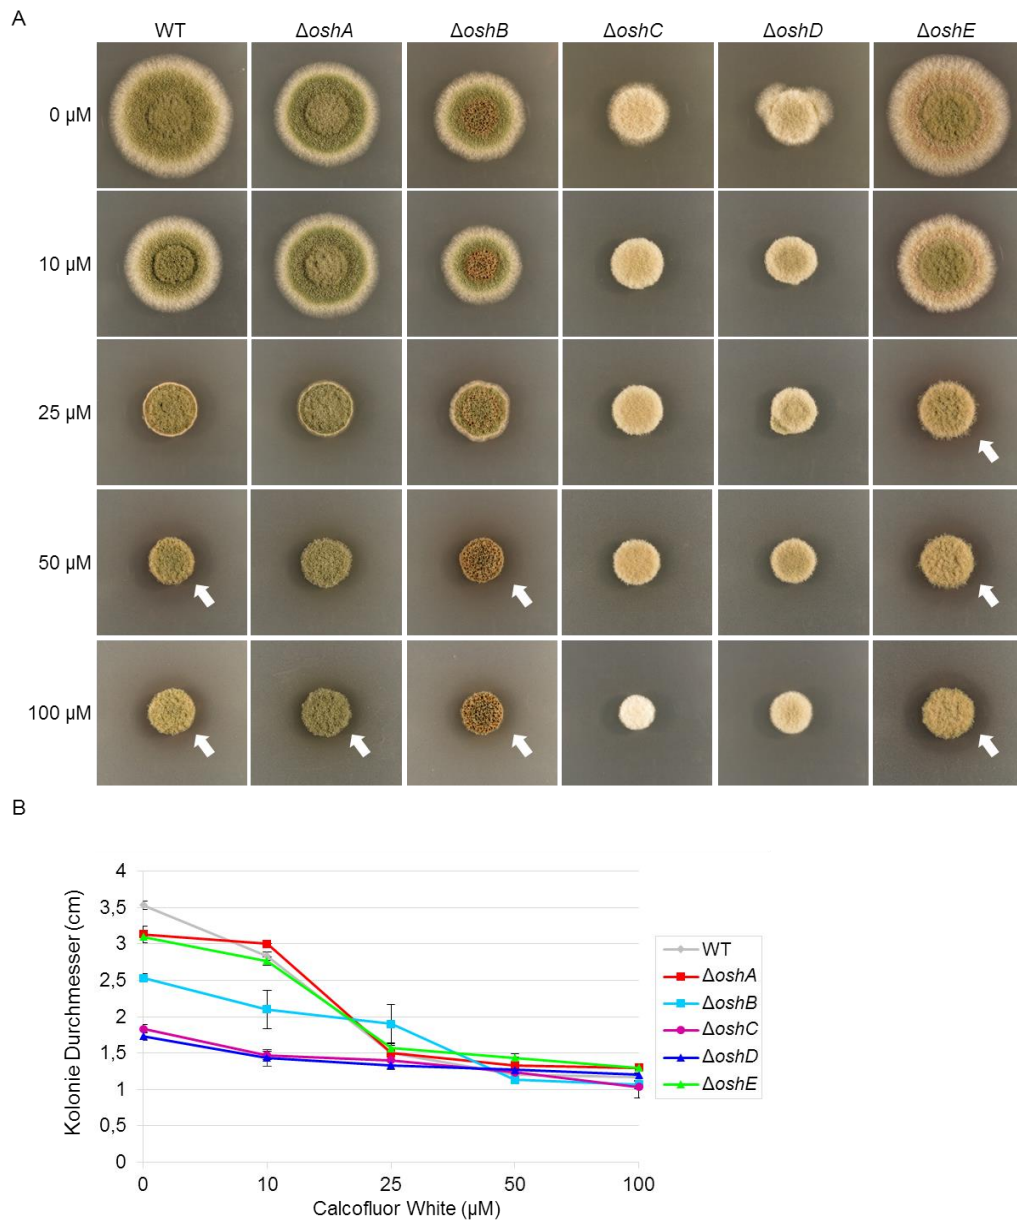 A
WT ΔoshA ΔoshB ΔoshC ΔoshD ΔoshE
0 µM
10 µM
25 µM
50 µM
100 µM
B
Kolonie Durchmesser (cm)
4
3,5
3
2,5
2
1,5
1
0,5
0
0 10 25 50 100
Calcofluor White (µM)
WT
ΔoshA
ΔoshB
ΔoshC
ΔoshD
ΔoshE